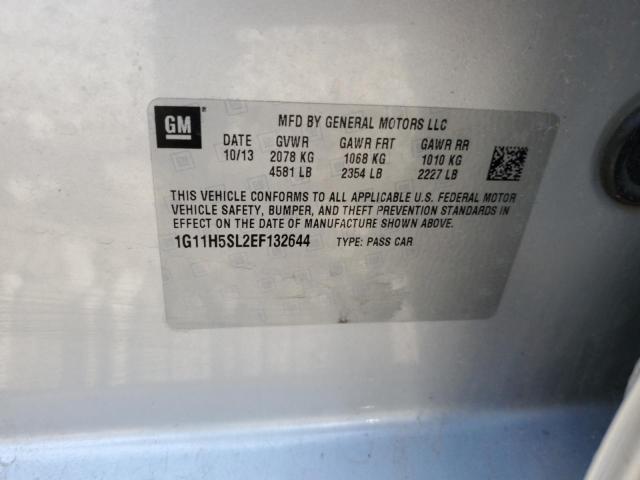 GM
MFD BY GENERAL MOTORS LLC
DATE GVWR GAWR FRT GAWR RR
10/13 2078 KG 1068 KG 1010 KG
4581 LB 2354 LB 2227 LB
THIS VEHICLE CONFORMS TO ALL APPLICABLE U.S. FEDERAL MOTOR
VEHICLE SAFETY, BUMPER, AND THEFT PREVENTION STANDARDS IN
EFFECT ON THE DATE OF MANUFACTURE SHOWN ABOVE.
1G11H5SL2EF132644 TYPE: PASS CAR